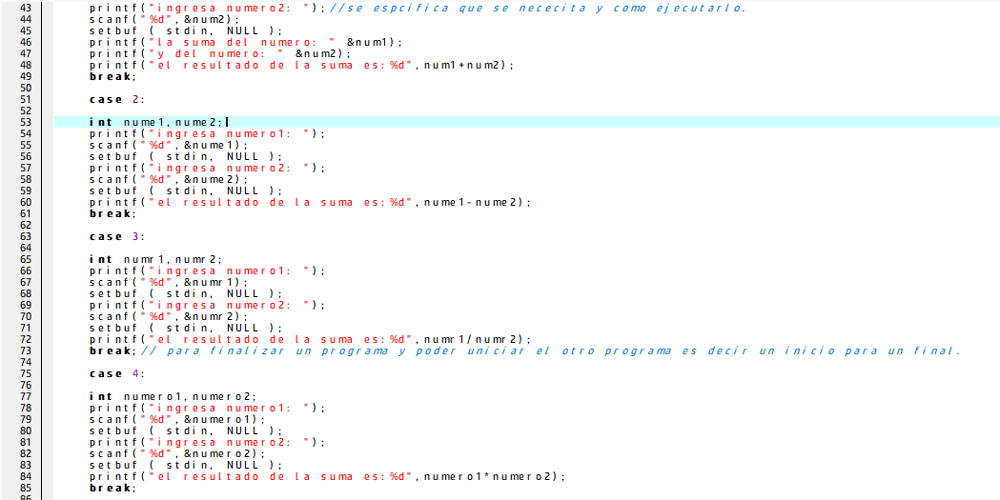 43 printf("ingresa numero2: ");//se espcifica que se nececita y como ejecutarlo.
44 scanf("%d",&num2);
45 setbuf ( stdin, NULL );
46 printf("la suma del numero: " &num1);
47 printf("y del numero: " &num2);
48 printf("el resultado de la suma es:%d",num1+num2);
49 break;
50
51 case 2:
52
53 int nume1,nume2;
54 printf("ingresa numero1: ");
55 scanf("%d",&nume1);
56 setbuf ( stdin, NULL );
57 printf("ingresa numero2: ");
58 scanf("%d",&nume2);
59 setbuf ( stdin, NULL );
60 printf("el resultado de la suma es:%d",nume1-nume2);
61 break;
62
63 case 3:
64
65 int numr1,numr2;
66 printf("ingresa numero1: ");
67 scanf("%d",&numr1);
68 setbuf ( stdin, NULL );
69 printf("ingresa numero2: ");
70 scanf("%d",&numr2);
71 setbuf ( stdin, NULL );
72 printf("el resultado de la suma es:%d",numr1/numr2);
73 break;// para finalizar un programa y poder uniciar el otro programa es decir un inicio para un final.
74
75 case 4:
76
77 int numero1,numero2;
78 printf("ingresa numero1: ");
79 scanf("%d",&numero1);
80 setbuf ( stdin, NULL );
81 printf("ingresa numero2: ");
82 scanf("%d",&numero2);
83 setbuf ( stdin, NULL );
84 printf("el resultado de la suma es:%d",numero1*numero2);
85 break;
86